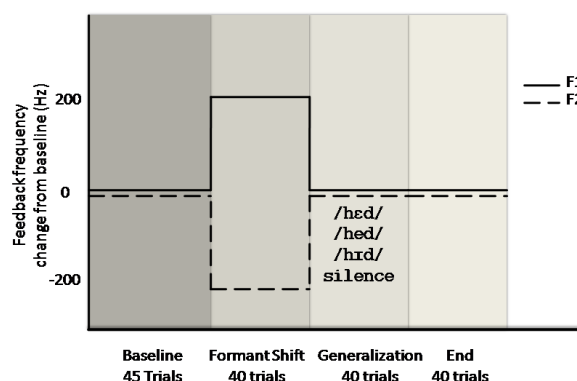 Feedback frequency
change from baseline (Hz)
200
0
-200
F1
F2
/hɛd/
/hed/
/hɪd/
silence
Baseline
45 Trials
Formant Shift
40 trials
Generalization
40 trials
End
40 trials